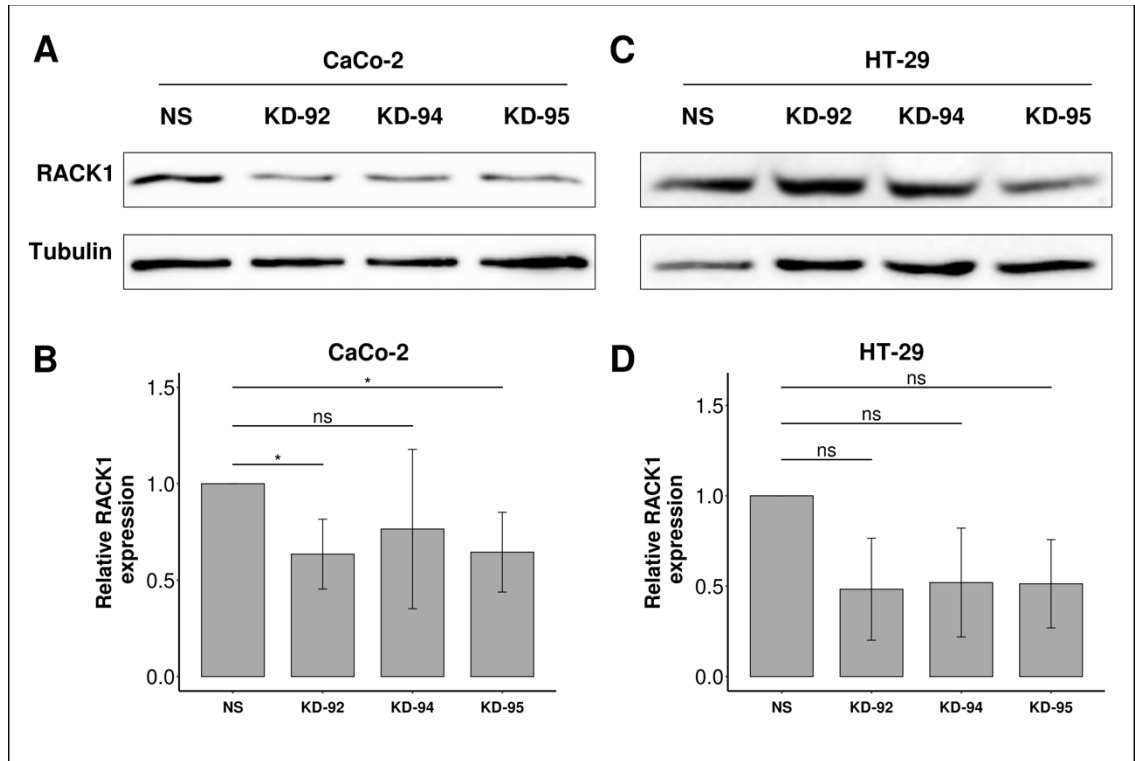 A
CaCo-2
NS KD-92 KD-94 KD-95
RACK1
Tubulin
C
HT-29
NS KD-92 KD-94 KD-95
B
CaCo-2
Relative RACK1
expression
1.5
1.0
0.5
0.0
*
ns
*
NS KD-92 KD-94 KD-95
D
HT-29
Relative RACK1
expression
1.5
1.0
0.5
0.0
ns
ns
ns
NS KD-92 KD-94 KD-95